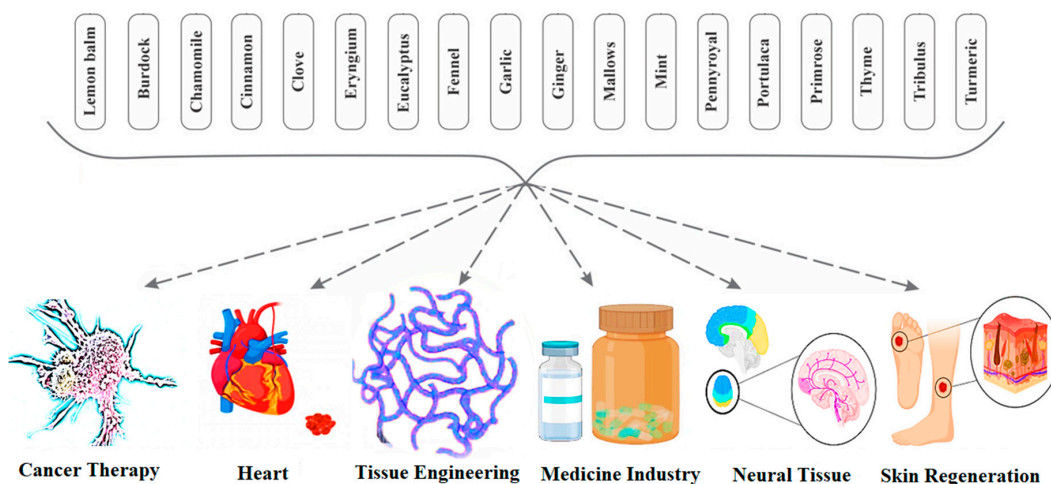 Lemon balm
Burdock
Chamomile
Cinnamon
Clove
Eryngium
Eucalyptus
Fennel
Garlic
Ginger
Mallows
Mint
Pennyroyal
Portulaca
Primrose
Thyme
Tribulus
Turmeric
Cancer Therapy
Heart
Tissue Engineering
Medicine Industry
Neural Tissue
Skin Regeneration